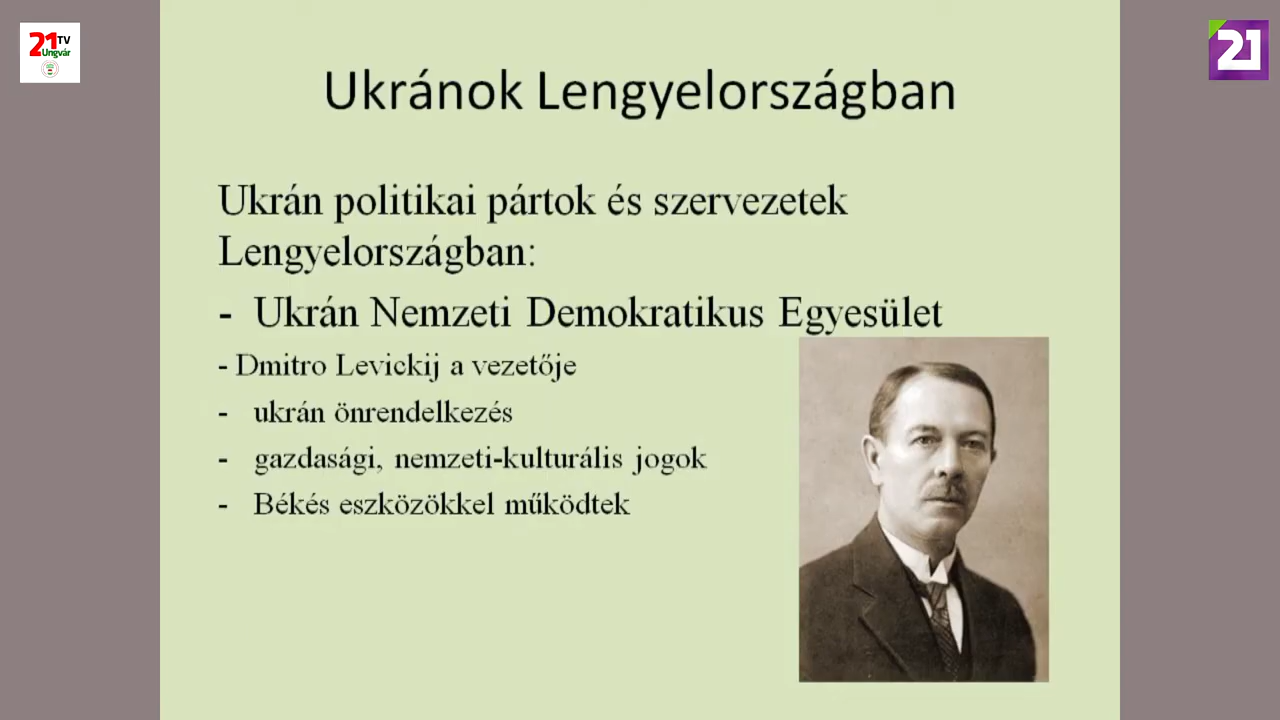 21 TV
Ungvár
21
Ukránok Lengyelországban
Ukrán politikai pártok és szervezetek
Lengyelországban:
- Ukrán Nemzeti Demokratikus Egyesület
- Dmitro Levickij a vezetője
- ukrán önrendelkezés
- gazdasági, nemzeti-kulturális jogok
- Békés eszközökkel működtek